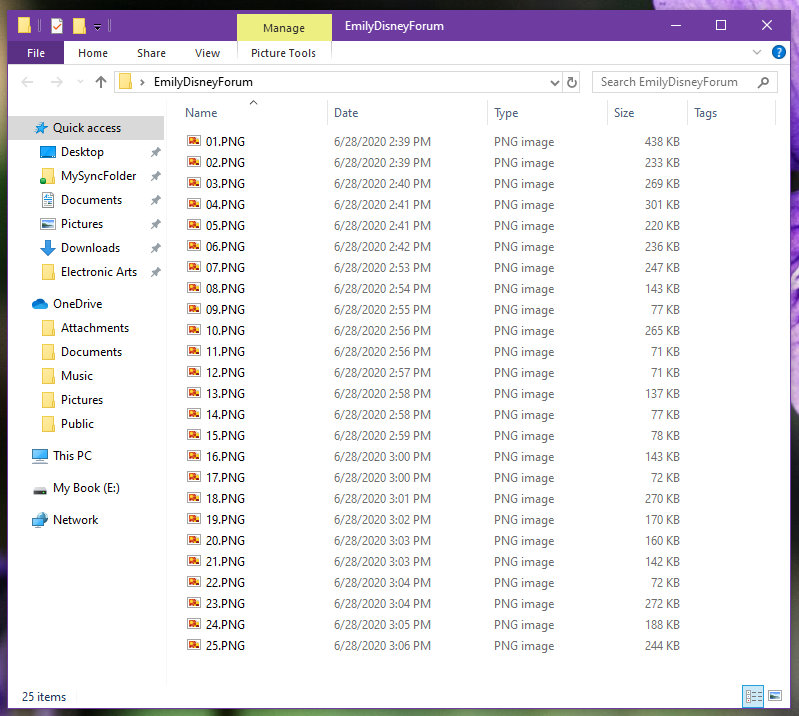 Manage EmilyDisneyForum
File Home Share View Picture Tools
EmilyDisneyForum Search EmilyDisneyForum
Name Date Type Size Tags
Quick access
Desktop
MySyncFolder
Documents
Pictures
Downloads
Electronic Arts
OneDrive
Attachments
Documents
Music
Pictures
Public
This PC
My Book (E:)
Network
01.PNG 6/28/2020 2:39 PM PNG image 438 KB
02.PNG 6/28/2020 2:39 PM PNG image 233 KB
03.PNG 6/28/2020 2:40 PM PNG image 269 KB
04.PNG 6/28/2020 2:41 PM PNG image 301 KB
05.PNG 6/28/2020 2:41 PM PNG image 220 KB
06.PNG 6/28/2020 2:42 PM PNG image 236 KB
07.PNG 6/28/2020 2:53 PM PNG image 247 KB
08.PNG 6/28/2020 2:54 PM PNG image 143 KB
09.PNG 6/28/2020 2:55 PM PNG image 77 KB
10.PNG 6/28/2020 2:56 PM PNG image 265 KB
11.PNG 6/28/2020 2:56 PM PNG image 71 KB
12.PNG 6/28/2020 2:57 PM PNG image 71 KB
13.PNG 6/28/2020 2:58 PM PNG image 137 KB
14.PNG 6/28/2020 2:58 PM PNG image 77 KB
15.PNG 6/28/2020 2:59 PM PNG image 78 KB
16.PNG 6/28/2020 3:00 PM PNG image 143 KB
17.PNG 6/28/2020 3:00 PM PNG image 72 KB
18.PNG 6/28/2020 3:01 PM PNG image 270 KB
19.PNG 6/28/2020 3:02 PM PNG image 170 KB
20.PNG 6/28/2020 3:03 PM PNG image 160 KB
21.PNG 6/28/2020 3:03 PM PNG image 142 KB
22.PNG 6/28/2020 3:04 PM PNG image 72 KB
23.PNG 6/28/2020 3:04 PM PNG image 272 KB
24.PNG 6/28/2020 3:05 PM PNG image 188 KB
25.PNG 6/28/2020 3:06 PM PNG image 244 KB
25 items